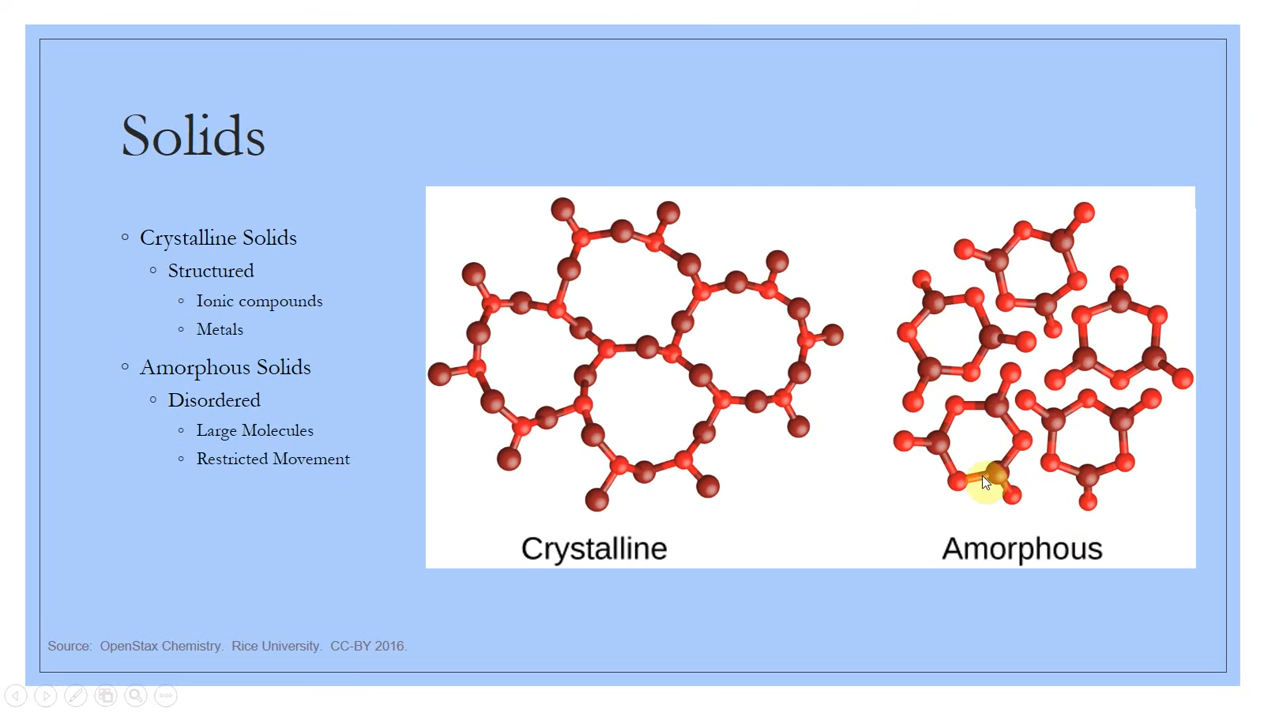 Solids
Crystalline Solids
Structured
Ionic compounds
Metals
Amorphous Solids
Disordered
Large Molecules
Restricted Movement
Crystalline
Amorphous
Source: OpenStax Chemistry. Rice University. CC-BY 2016.